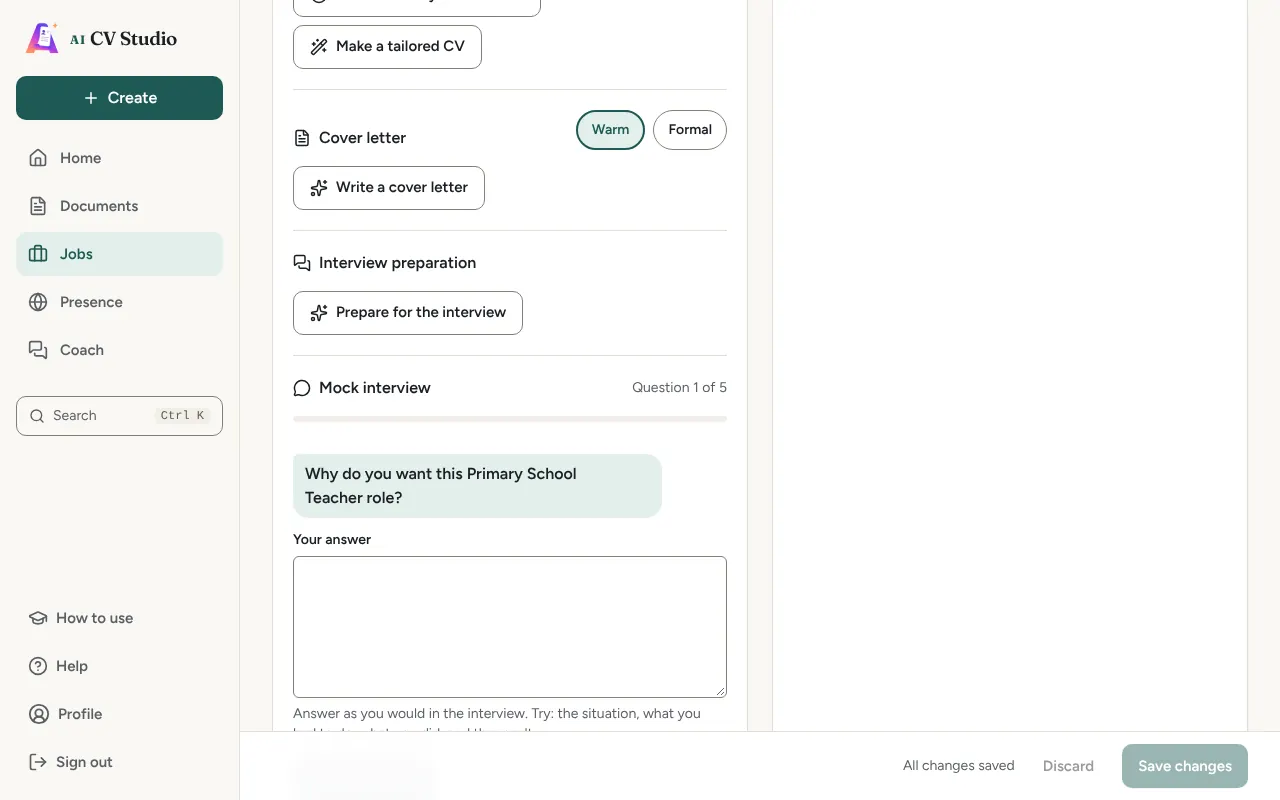 AI CV Studio
Create
Home
Documents
Jobs
Presence
Coach
Search
Ctrl K
How to use
Help
Profile
Sign out
Make a tailored CV
Cover letter
Warm
Formal
Write a cover letter
Interview preparation
Prepare for the interview
Mock interview
Question 1 of 5
Why do you want this Primary School
Teacher role?
Your answer
Answer as you would in the interview. Try: the situation, what you
All changes saved
Discard
Save changes